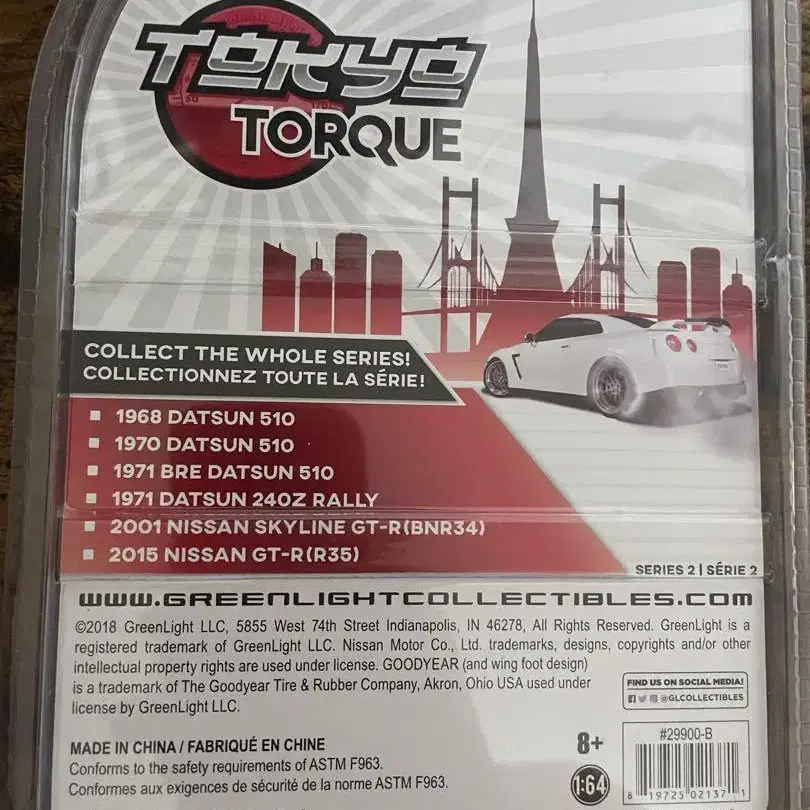 TOKYO
TORQUE
COLLECT THE WHOLE SERIES!
COLLECTIONNEZ TOUTE LA SÉRIE!
1968 DATSUN 510
1970 DATSUN 510
1971 BRE DATSUN 510
1971 DATSUN 240Z RALLY
2001 NISSAN SKYLINE GT-R(BNR34)
2015 NISSAN GT-R(R35)
SERIES 2 | SÉRIE 2
WWW.GREENLIGHTCOLLECTIBLES.COM
©2018 GreenLight LLC, 5855 West 74th Street Indianapolis, IN 46278, All Rights Reserved. GreenLight is a
registered trademark of GreenLight LLC. Nissan Motor Co., Ltd. trademarks, designs, copyrights and/or other
intellectual property rights are used under license. GOODYEAR (and wing foot design)
is a trademark of The Goodyear Tire & Rubber Company, Akron, Ohio USA used under
license by GreenLight LLC.
FIND US ON SOCIAL MEDIA!
@GLCOLLECTIBLES
MADE IN CHINA / FABRIQUÉ EN CHINE
Conforms to the safety requirements of ASTM F963.
Conformes aux exigences de sécurité de la norme ASTM F963.
8+
1:64
#29900-B
8 19725 02137 1